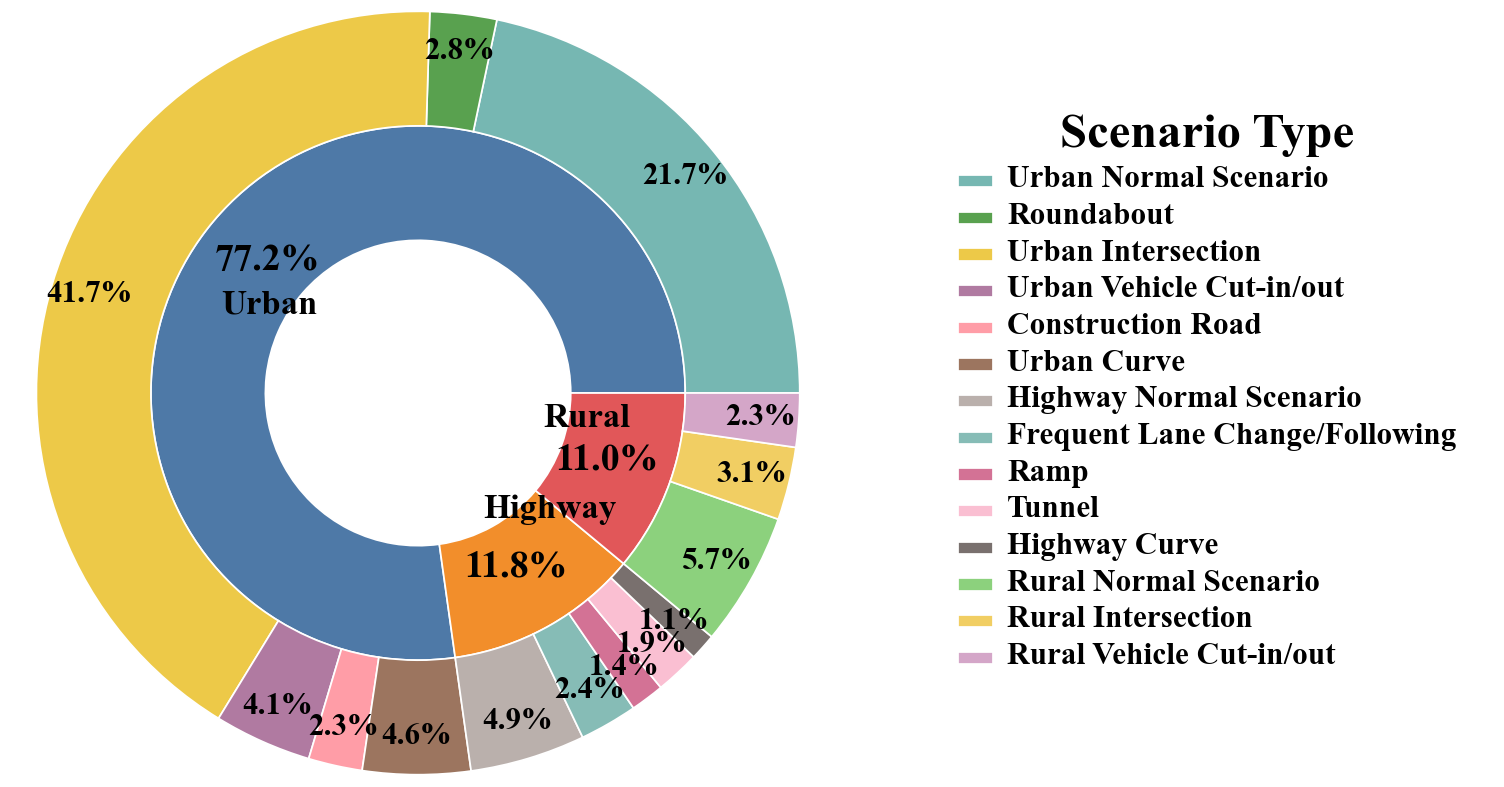 2.8%
21.7%
41.7%
77.2%
Urban
Rural
11.0%
Highway
11.8%
2.3%
3.1%
5.7%
1.1%
1.9%
1.4%
2.4%
4.9%
4.6%
2.3%
4.1%
Scenario Type
Urban Normal Scenario
Roundabout
Urban Intersection
Urban Vehicle Cut-in/out
Construction Road
Urban Curve
Highway Normal Scenario
Frequent Lane Change/Following
Ramp
Tunnel
Highway Curve
Rural Normal Scenario
Rural Intersection
Rural Vehicle Cut-in/out